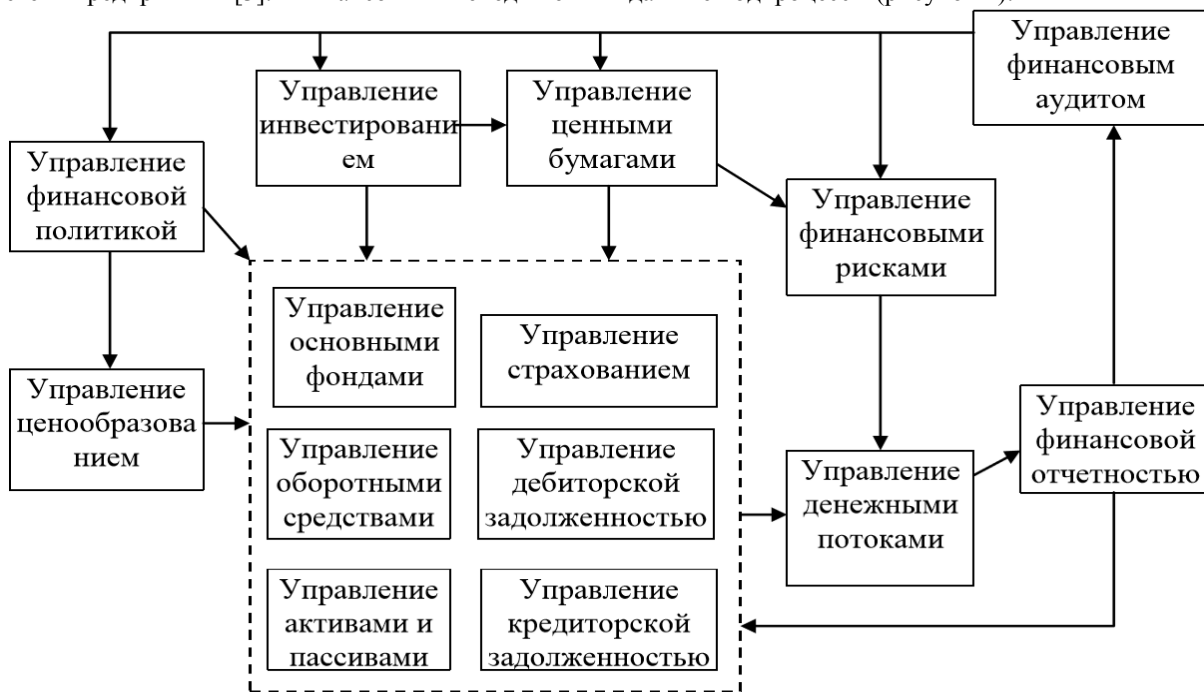 Управление
финансовым
аудитом
Управление
инвестировани
ем
Управление
ценными
бумагами
Управление
финансовой
политикой
Управление
финансовыми
рисками
Управление
основными
фондами
Управление
страхованием
Управление
ценообразова
нием
Управление
финансовой
отчетностью
Управление
оборотными
средствами
Управление
дебиторской
задолженностью
Управление
денежными
потоками
Управление
активами и
пассивами
Управление
кредиторской
задолженностью